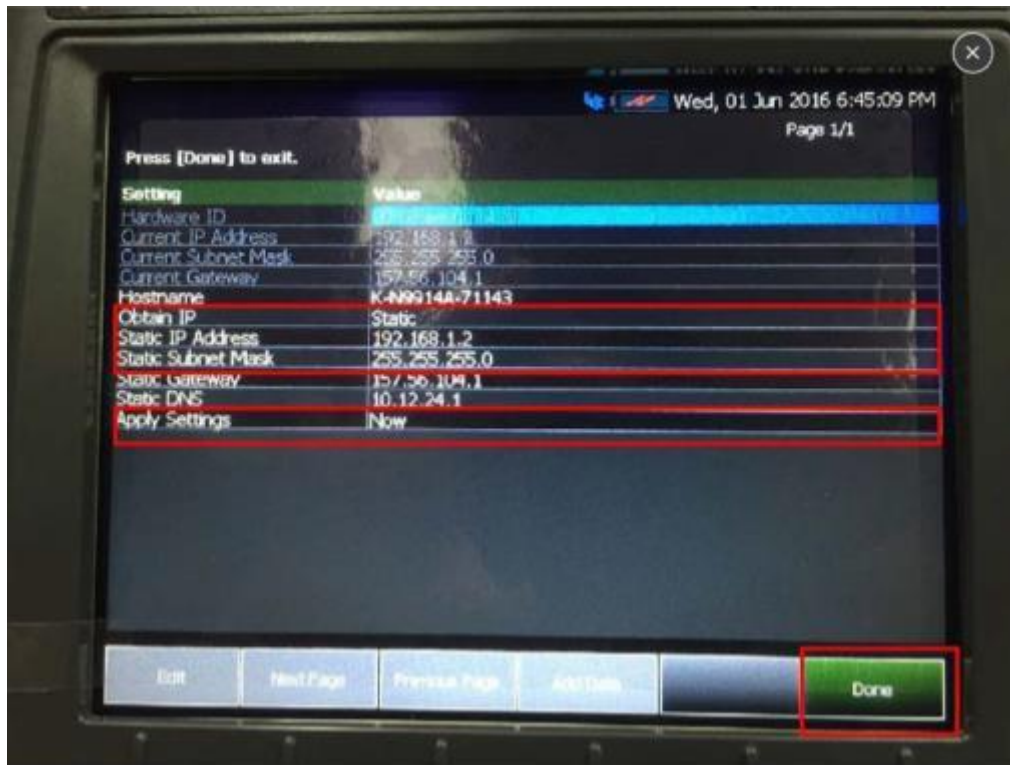 Wed, 01 Jun 2016 6:45:09 PM
Page 1/1
Press [Done] to exit.
Setting Value
Hardware ID
Current IP Address 192.168.1.2
Current Subnet Mask 255.255.255.0
Current Gateway 157.56.104.1
Hostname K-N9914A-71143
Obtain IP Static
Static IP Address 192.168.1.2
Static Subnet Mask 255.255.255.0
Static Gateway 157.56.104.1
Static DNS 10.12.24.1
Apply Settings Now
Edit Next Page Previous Page Add Data Done